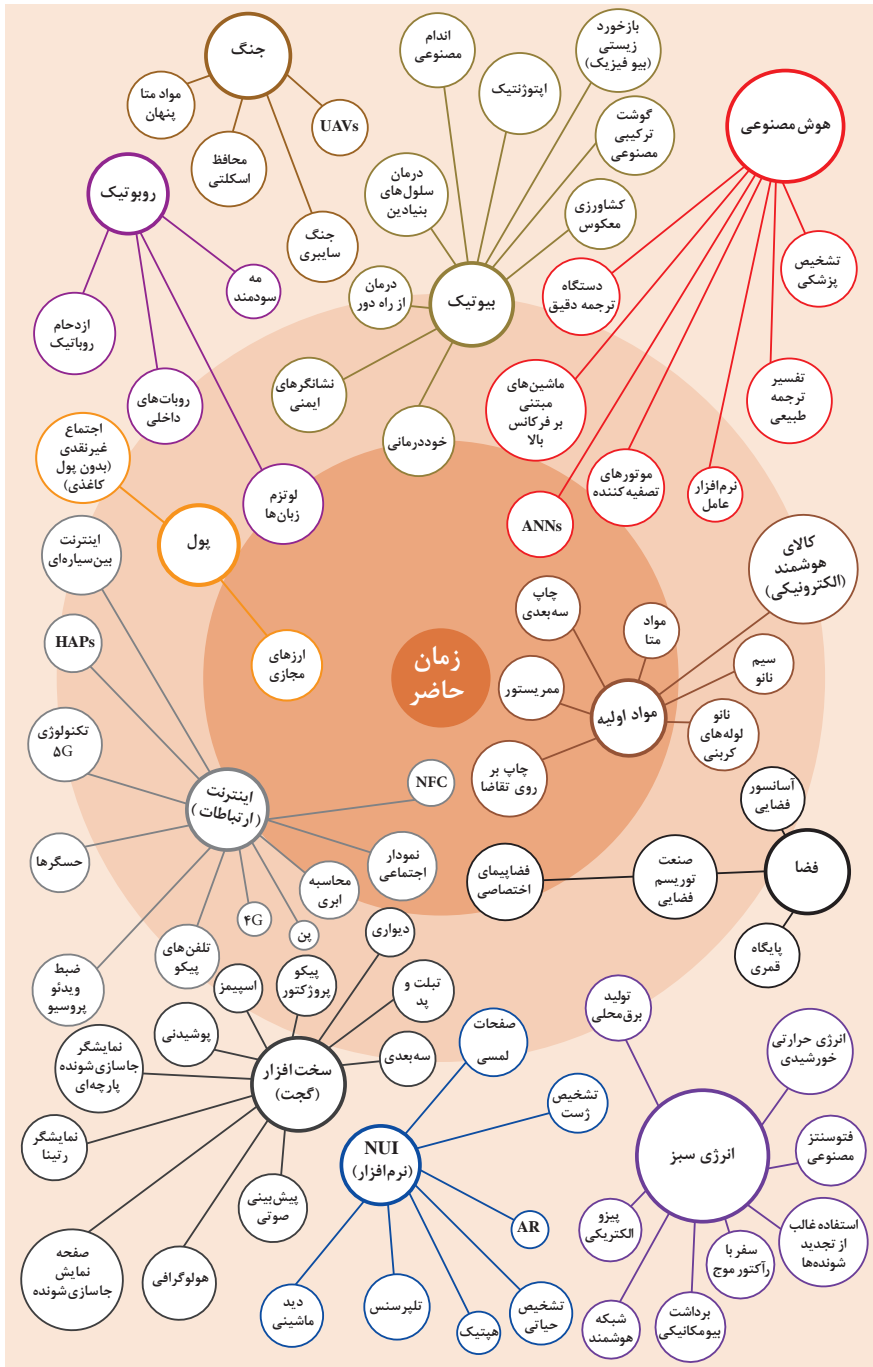 جنگ
مواد متا
پنهان
محافظ
اسکلتی
جنگ
سایبری
UAVs
روبوتیک
ازدحام
روباتیک
روبات‌های
داخلی
لوتزم
زبان‌ها
مه
سودمند
بیوتیک
اندام
مصنوعی
اپتوژنتیک
بازخورد
زیستی
(بیو فیزیک)
گوشت
ترکیبی
مصنوعی
کشاورزی
معکوس
درمان
سلول‌های
بنیادین
درمان
از راه دور
نشانگرهای
ایمنی
خوددرمانی
هوش مصنوعی
تشخیص
پزشکی
تفسیر
ترجمه
طبیعی
نرم‌افزار
عامل
موتورهای
تصفیه‌کننده
ANNs
ماشین‌های
مبتنی
بر فرکانس
بالا
دستگاه
ترجمه دقیق
پول
اجتماع
غیرنقدی
(بدون پول
کاغذی)
ارزهای
مجازی
زمان
حاضر
مواد اولیه
چاپ
سه‌بعدی
مواد
متا
کالای
هوشمند
(الکترونیکی)
سیم
نانو
نانو
لوله‌های
کربنی
ممریستور
چاپ بر
روی تقاضا
اینترنت
(ارتباطات)
اینترنت
بین‌سیاره‌ای
HAPs
تکنولوژی
۵G
حسگرها
ضبط
ویدئو
پروسیو
تلفن‌های
پیکو
۴G
پن
محاسبه
ابری
نمودار
اجتماعی
NFC
فضا
آسانسور
فضایی
صنعت
توریسم
فضایی
فضاپیمای
اختصاصی
پایگاه
قمری
سخت‌افزار
(گجت)
دیواری
پیکو
پروژکتور
اسپیمز
تبلت و
پد
سه‌بعدی
پوشیدنی
نمایشگر
جاسازی‌شونده
پارچه‌ای
نمایشگر
رتینا
صفحه
نمایش
جاسازی‌شونده
هولوگرافی
پیش‌بینی
صوتی
NUI
(نرم‌افزار)
صفحات
لمسی
تشخیص
ژست
AR
تشخیص
حیاتی
هپتیک
تلپرسنس
دید
ماشینی
انرژی سبز
تولید
برق‌محلی
انرژی حرارتی
خورشیدی
فتوسنتز
مصنوعی
استفاده غالب
از تجدید
شونده‌ها
سفر با
رآکتور موج
برداشت
بیومکانیکی
شبکه
هوشمند
پیزو
الکتریکی